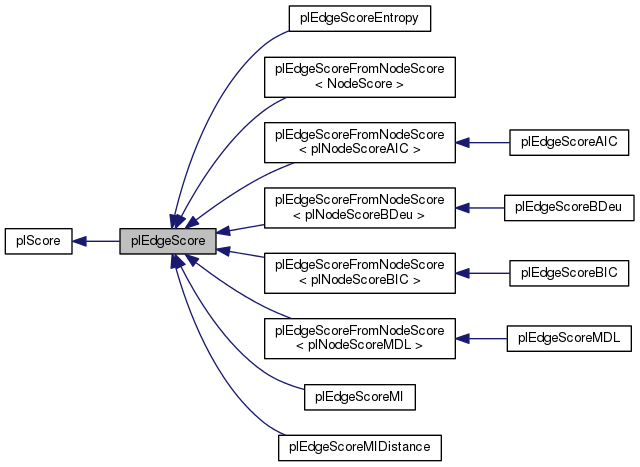 plEdgeScoreEntropy
plEdgeScoreFromNodeScore
< NodeScore >
plEdgeScoreFromNodeScore
< plNodeScoreAIC >
plEdgeScoreAIC
plEdgeScoreFromNodeScore
< plNodeScoreBDeu >
plEdgeScoreBDeu
plScore
plEdgeScore
plEdgeScoreFromNodeScore
< plNodeScoreBIC >
plEdgeScoreBIC
plEdgeScoreFromNodeScore
< plNodeScoreMDL >
plEdgeScoreMDL
plEdgeScoreMI
plEdgeScoreMIDistance